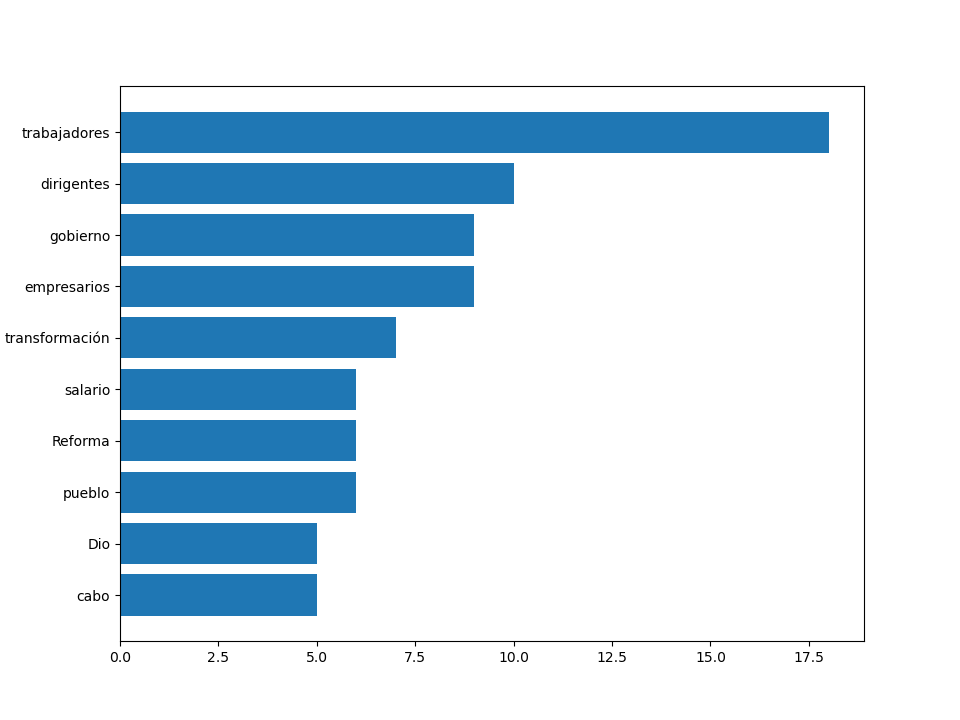 trabajadores
dirigentes
gobierno
empresarios
transformación
salario
Reforma
pueblo
Dio
cabo
0.0 2.5 5.0 7.5 10.0 12.5 15.0 17.5